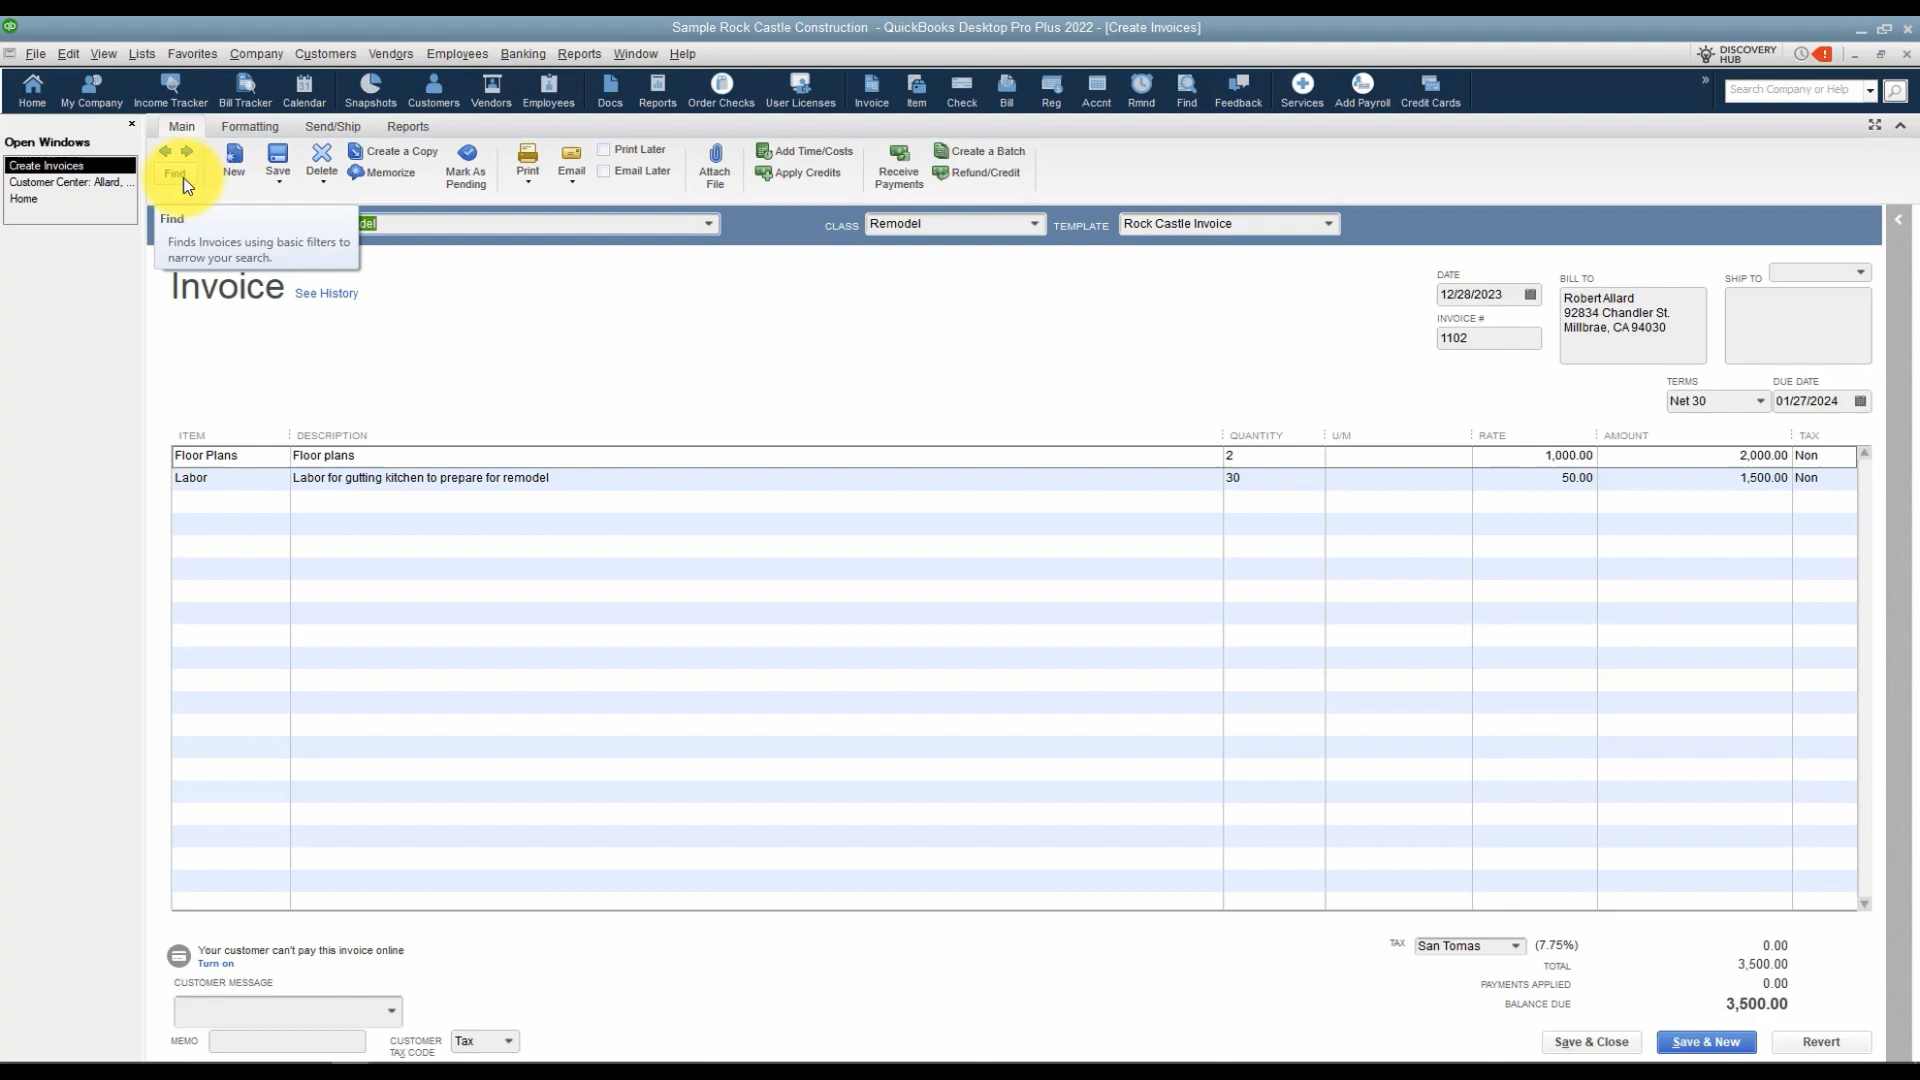 Sample Rock Castle Construction - QuickBooks Desktop Pro Plus 2022 - [Create Invoices]
File Edit View Lists Favorites Company Customers Vendors Employees Banking Reports Window Help
DISCOVERY
HUB
Home My Company Income Tracker Bill Tracker Calendar Snapshots Customers Vendors Employees Docs Reports Order Checks User Licenses Invoice Item Check Bill Reg Accnt Rmnd Find Feedback Services Add Payroll Credit Cards
Search Company or Help
Open Windows
Create Invoices
Customer Center: Allard, ...
Home
Main Formatting Send/Ship Reports
Find
New
Save
Delete
Create a Copy
Memorize
Mark As
Pending
Print
Email
Print Later
Email Later
Attach
File
Add Time/Costs
Apply Credits
Receive
Payments
Create a Batch
Refund/Credit
Find
Finds Invoices using basic filters to
narrow your search.
del
CLASS Remodel TEMPLATE Rock Castle Invoice
Invoice See History
DATE
12/28/2023
INVOICE #
1102
BILL TO
Robert Allard
92834 Chandler St.
Millbrae, CA 94030
SHIP TO
TERMS
Net 30
DUE DATE
01/27/2024
ITEM DESCRIPTION QUANTITY U/M RATE AMOUNT TAX
Floor Plans Floor plans 2 1,000.00 2,000.00 Non
Labor Labor for gutting kitchen to prepare for remodel 30 50.00 1,500.00 Non
Your customer can't pay this invoice online
Turn on
CUSTOMER MESSAGE
MEMO
CUSTOMER
TAX CODE
Tax
TAX San Tomas (7.75%) 0.00
TOTAL 3,500.00
PAYMENTS APPLIED 0.00
BALANCE DUE 3,500.00
Save & Close Save & New Revert